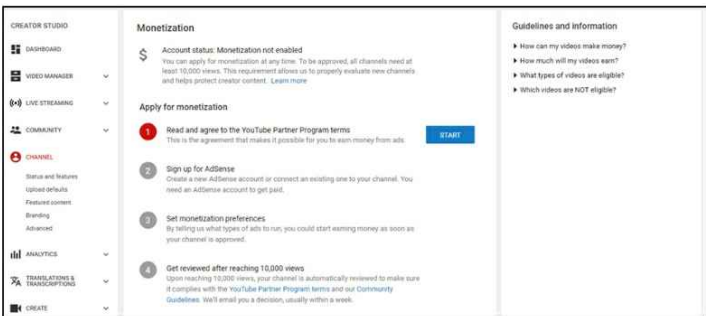 CREATOR STUDIO
DASHBOARD
VIDEO MANAGER
LIVE STREAMING
COMMUNITY
CHANNEL
Status and features
Upload defaults
Featured content
Branding
Advanced
ANALYTICS
TRANSLATIONS &
TRANSCRIPTIONS
CREATE
Monetization
$
Account status: Monetization not enabled
You can apply for monetization at any time. To be approved, all channels need at
least 10,000 views. This requirement allows us to properly evaluate new channels
and helps protect creator content. Learn more
Apply for monetization
1
Read and agree to the YouTube Partner Program terms
This is the agreement that makes it possible for you to earn money from ads.
START
2
Sign up for AdSense
Create a new AdSense account or connect an existing one to your channel. You
need an AdSense account to get paid.
3
Set monetization preferences
By telling us what types of ads to run, you could start earning money as soon as
your channel is approved.
4
Get reviewed after reaching 10,000 views
Upon reaching 10,000 views, your channel is automatically reviewed to make sure
it complies with the YouTube Partner Program terms and our Community
Guidelines. We'll email you a decision, usually within a week.
Guidelines and information
How can my videos make money?
How much will my videos earn?
What types of videos are eligible?
Which videos are NOT eligible?